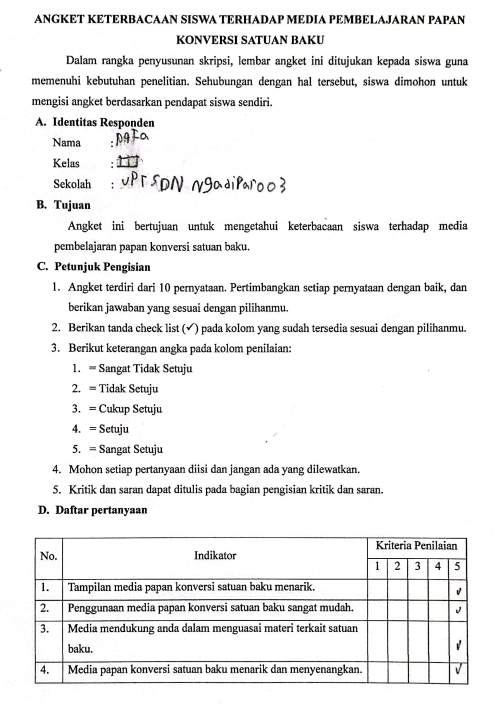 ANGKET KETERBACAAN SISWA TERHADAP MEDIA PEMBELAJARAN PAPAN
KONVERSI SATUAN BAKU
Dalam rangka penyusunan skripsi, lembar angket ini ditujukan kepada siswa guna
memenuhi kebutuhan penelitian. Sehubungan dengan hal tersebut, siswa dimohon untuk
mengisi angket berdasarkan pendapat siswa sendiri.
A. Identitas Responden
Nama : DAFa
Kelas : III
Sekolah : UPT SDN Ngadipuro 03
B. Tujuan
Angket ini bertujuan untuk mengetahui keterbacaan siswa terhadap media
pembelajaran papan konversi satuan baku.
C. Petunjuk Pengisian
1. Angket terdiri dari 10 pernyataan. Pertimbangkan setiap pernyataan dengan baik, dan
berikan jawaban yang sesuai dengan pilihanmu.
2. Berikan tanda check list (✓) pada kolom yang sudah tersedia sesuai dengan pilihanmu.
3. Berikut keterangan angka pada kolom penilaian:
1. = Sangat Tidak Setuju
2. = Tidak Setuju
3. = Cukup Setuju
4. = Setuju
5. = Sangat Setuju
4. Mohon setiap pertanyaan diisi dan jangan ada yang dilewatkan.
5. Kritik dan saran dapat ditulis pada bagian pengisian kritik dan saran.
D. Daftar pertanyaan
No. Indikator Kriteria Penilaian
1 2 3 4 5
1. Tampilan media papan konversi satuan baku menarik. ✓
2. Penggunaan media papan konversi satuan baku sangat mudah. ✓
3. Media mendukung anda dalam menguasai materi terkait satuan
baku. ✓
4. Media papan konversi satuan baku menarik dan menyenangkan. ✓